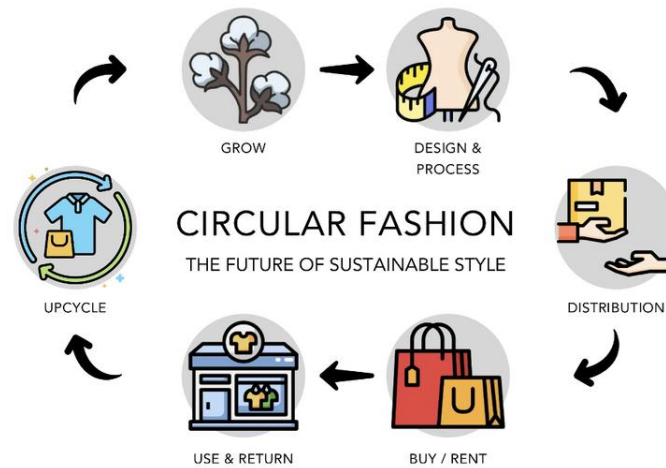 GROW
DESIGN &
PROCESS
CIRCULAR FASHION
THE FUTURE OF SUSTAINABLE STYLE
UPCYCLE
DISTRIBUTION
USE & RETURN
BUY / RENT